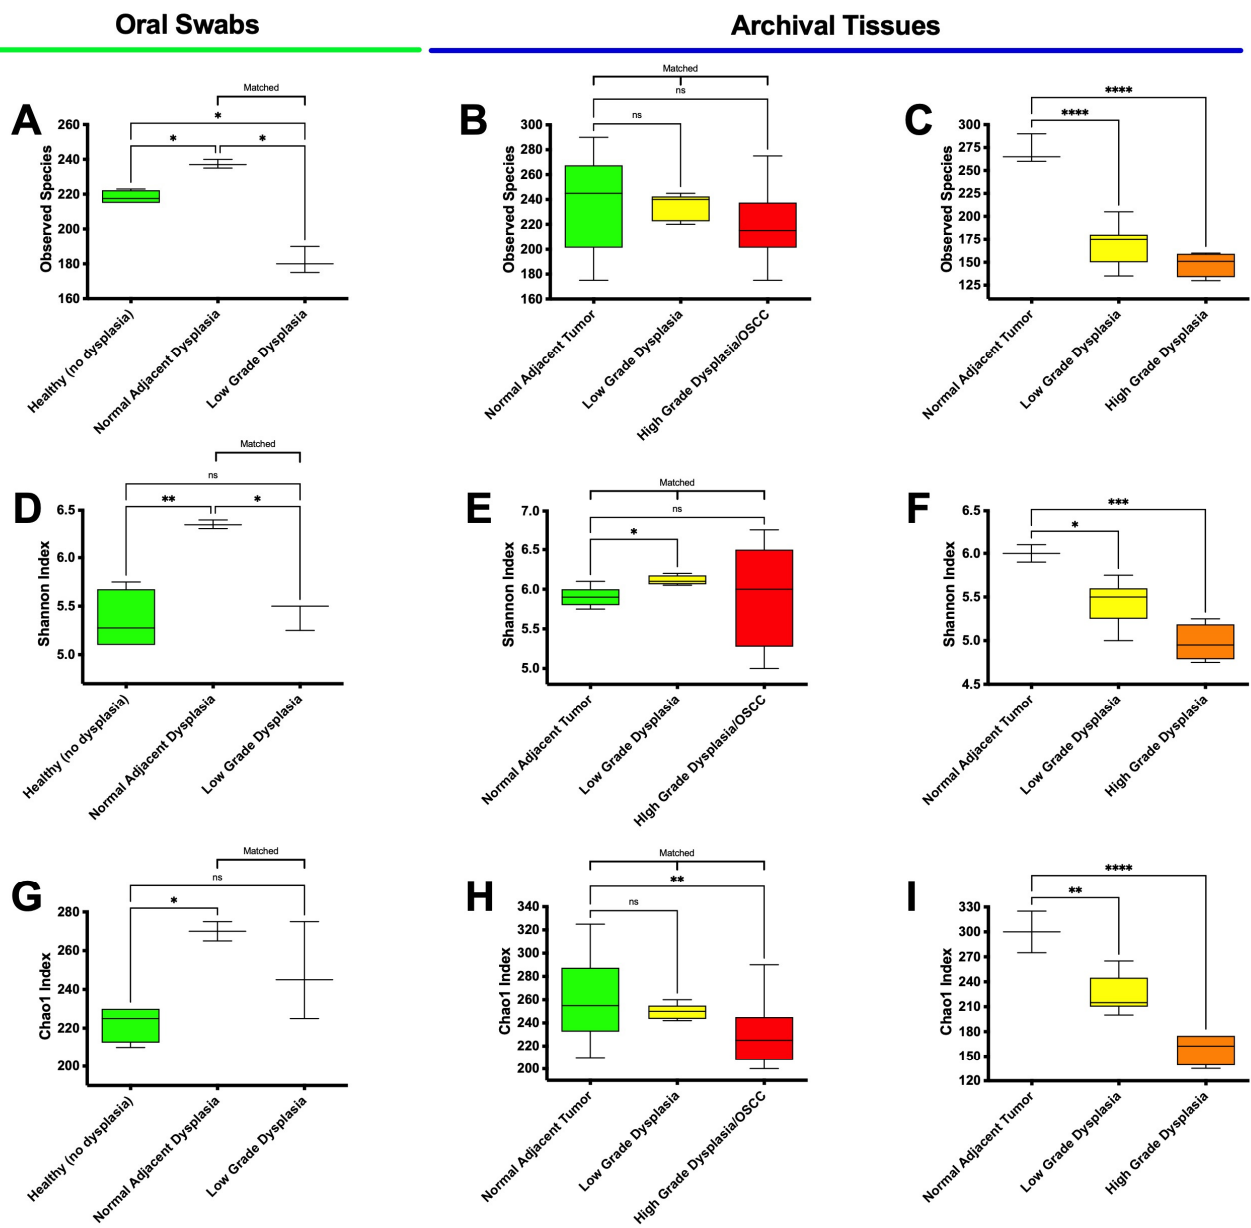 Oral Swabs
Archival Tissues
A
Matched
*
*
*
Observed Species
260
240
220
200
180
160
Healthy (no dysplasia)
Normal Adjacent Dysplasia
Low Grade Dysplasia
B
Matched
ns
ns
Observed Species
300
280
260
240
220
200
180
160
Normal Adjacent Tumor
Low Grade Dysplasia
High Grade Dysplasia/OSCC
C
****
****
Observed Species
300
275
250
225
200
175
150
125
Normal Adjacent Tumor
Low Grade Dysplasia
High Grade Dysplasia
D
Matched
ns
**
*
Shannon Index
6.5
6.0
5.5
5.0
Healthy (no dysplasia)
Normal Adjacent Dysplasia
Low Grade Dysplasia
E
Matched
ns
*
Shannon Index
7.0
6.5
6.0
5.5
5.0
Normal Adjacent Tumor
Low Grade Dysplasia
HIgh Grade Dysplasia/OSCC
F
***
*
Shannon Index
6.5
6.0
5.5
5.0
4.5
Normal Adjacent Tumor
Low Grade Dysplasia
High Grade Dysplasia
G
Matched
ns
*
Chao1 Index
280
260
240
220
200
Healthy (no dysplasia)
Normal Adjacent Dysplasia
Low Grade Dysplasia
H
Matched
**
ns
Chao1 Index
340
320
300
280
260
240
220
200
Normal Adjacent Tumor
Low Grade Dysplasia
High Grade Dysplasia/OSCC
I
****
**
Chao1 Index
330
300
270
240
210
180
150
120
Normal Adjacent Tumor
Low Grade Dysplasia
High Grade Dysplasia